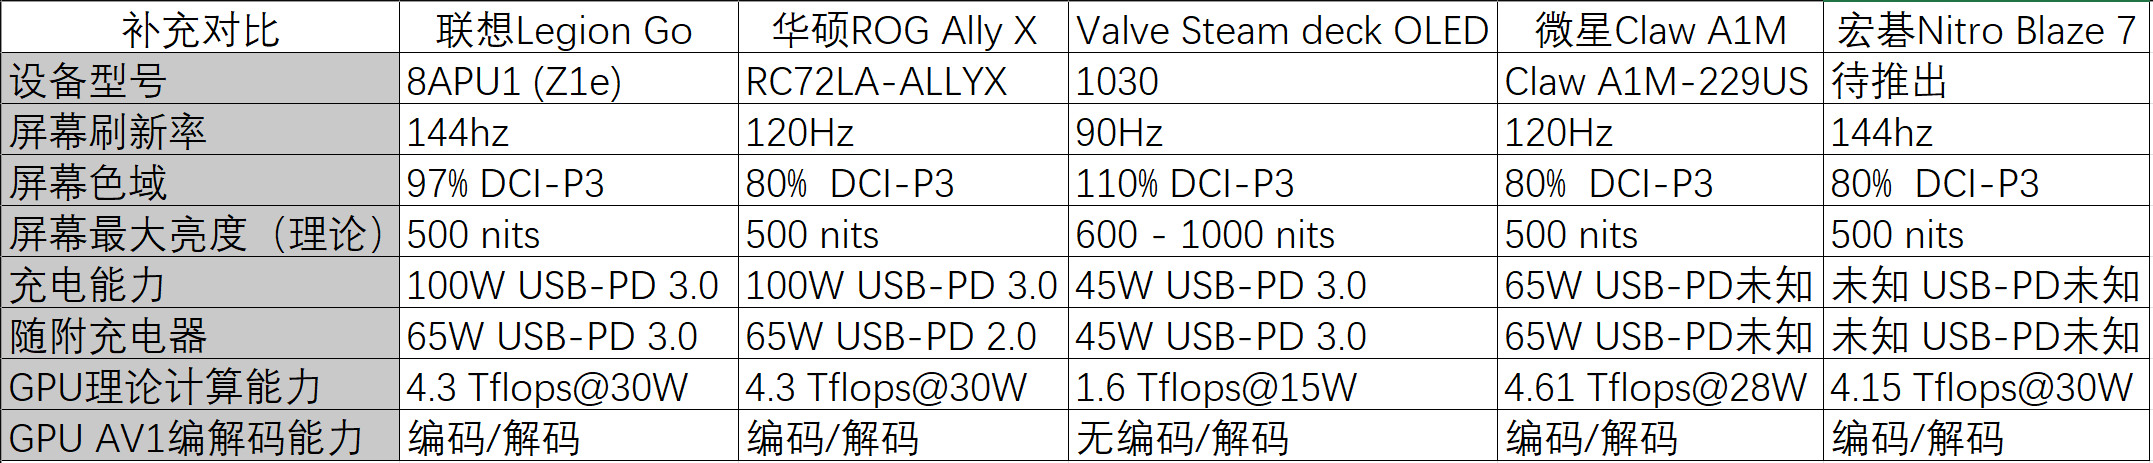 补充对比 联想Legion Go 华硕ROG Ally X Valve Steam deck OLED 微星Claw A1M 宏碁Nitro Blaze 7
设备型号 8APU1 (Z1e) RC72LA-ALLYX 1030 Claw A1M-229US 待推出
屏幕刷新率 144hz 120Hz 90Hz 120Hz 144hz
屏幕色域 97% DCI-P3 80%  DCI-P3 110% DCI-P3 80%  DCI-P3 80%  DCI-P3
屏幕最大亮度（理论） 500 nits 500 nits 600 - 1000 nits 500 nits 500 nits
充电能力 100W USB-PD 3.0 100W USB-PD 3.0 45W USB-PD 3.0 65W USB-PD未知 未知 USB-PD未知
随附充电器 65W USB-PD 3.0 65W USB-PD 2.0 45W USB-PD 3.0 65W USB-PD未知 未知 USB-PD未知
GPU理论计算能力 4.3 Tflops@30W 4.3 Tflops@30W 1.6 Tflops@15W 4.61 Tflops@28W 4.15 Tflops@30W
GPU AV1编解码能力 编码/解码 编码/解码 无编码/解码 编码/解码 编码/解码